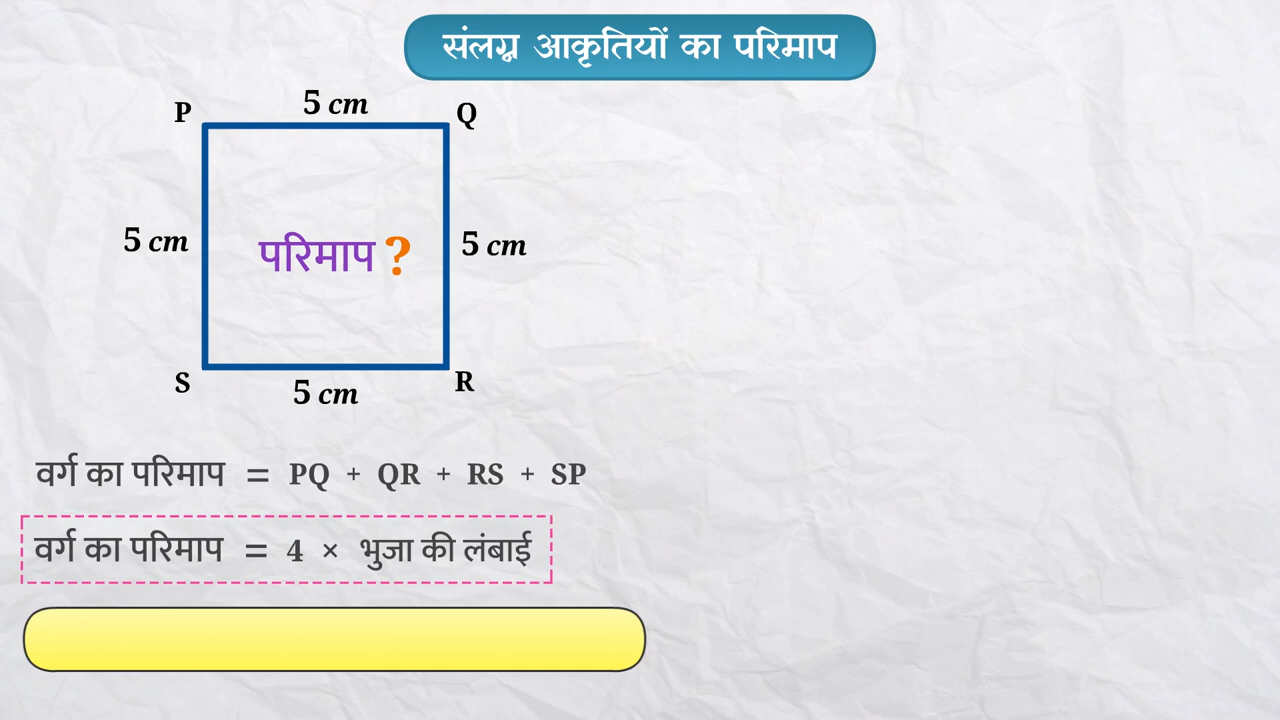 संलग्न आकृतियों का परिमाप
5 cm
P
Q
5 cm
परिमाप ?
5 cm
S
R
5 cm
वर्ग का परिमाप = PQ + QR + RS + SP
वर्ग का परिमाप = 4 × भुजा की लंबाई